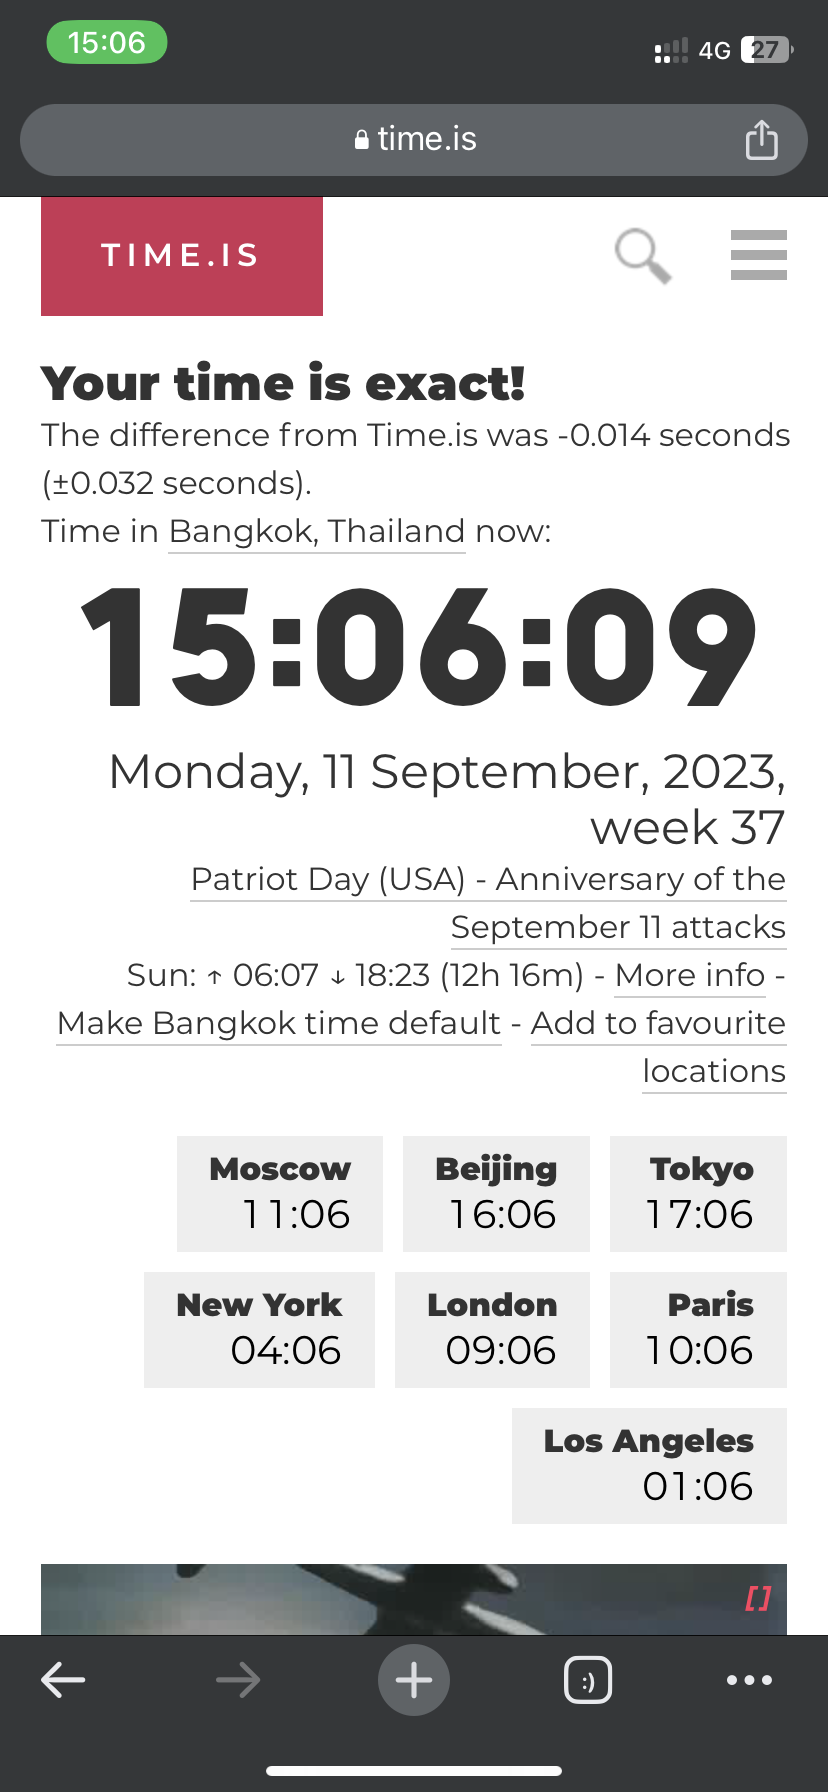 15:06
4G 27
time.is
TIME.IS
Your time is exact!
The difference from Time.is was -0.014 seconds
(±0.032 seconds).
Time in Bangkok, Thailand now:
15:06:09
Monday, 11 September, 2023,
week 37
Patriot Day (USA) - Anniversary of the
September 11 attacks
Sun: ↑ 06:07 ↓ 18:23 (12h 16m) - More info -
Make Bangkok time default - Add to favourite
locations
Moscow
11:06
Beijing
16:06
Tokyo
17:06
New York
04:06
London
09:06
Paris
10:06
Los Angeles
01:06
[]
:)